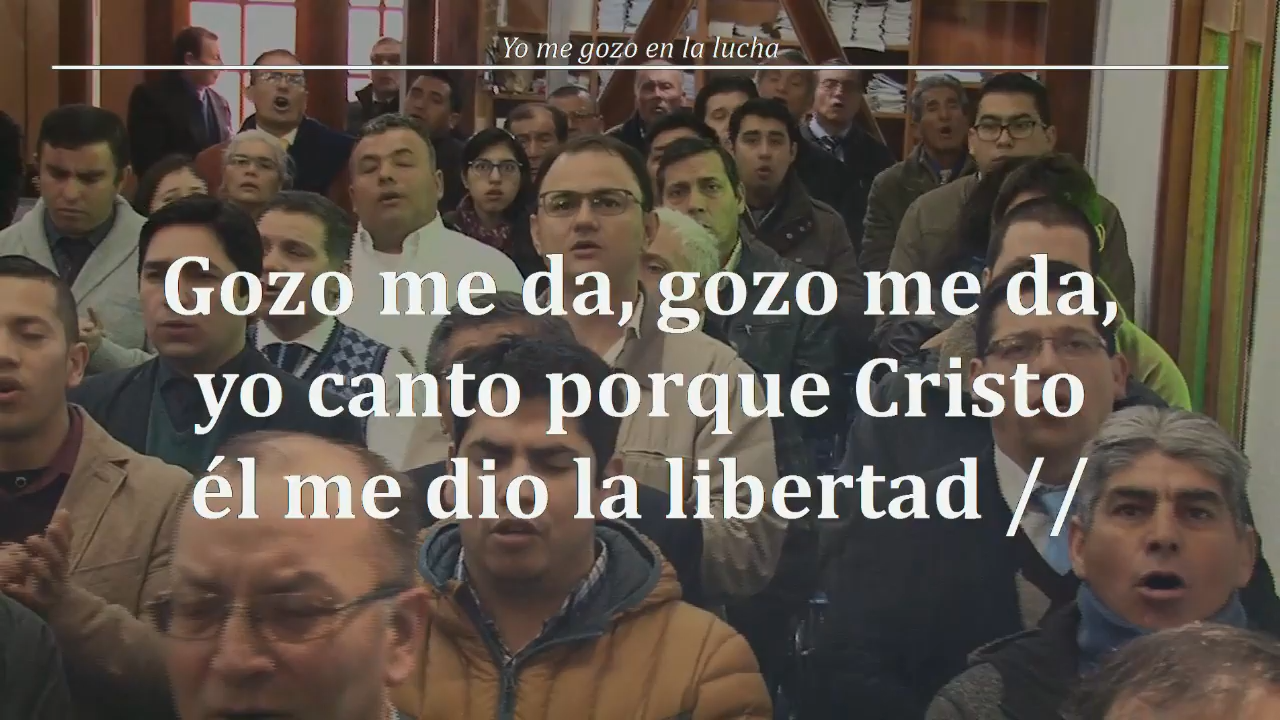 Yo me gozo en la lucha
Gozo me da, gozo me da,
yo canto porque Cristo
él me dio la libertad //